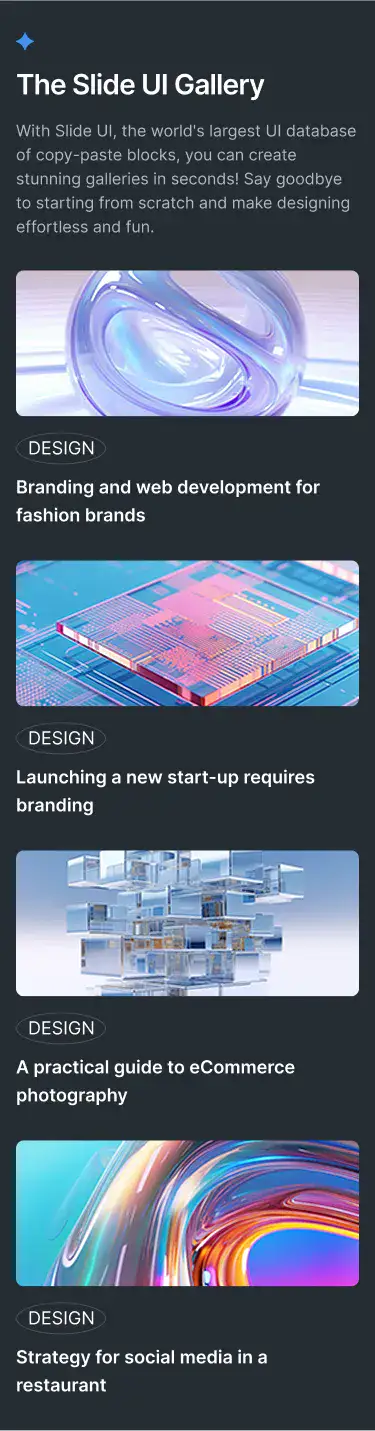 The Slide UI Gallery
With Slide UI, the world's largest UI database
of copy-paste blocks, you can create
stunning galleries in seconds! Say goodbye
to starting from scratch and make designing
effortless and fun.
DESIGN
Branding and web development for
fashion brands
DESIGN
Launching a new start-up requires
branding
DESIGN
A practical guide to eCommerce
photography
DESIGN
Strategy for social media in a
restaurant